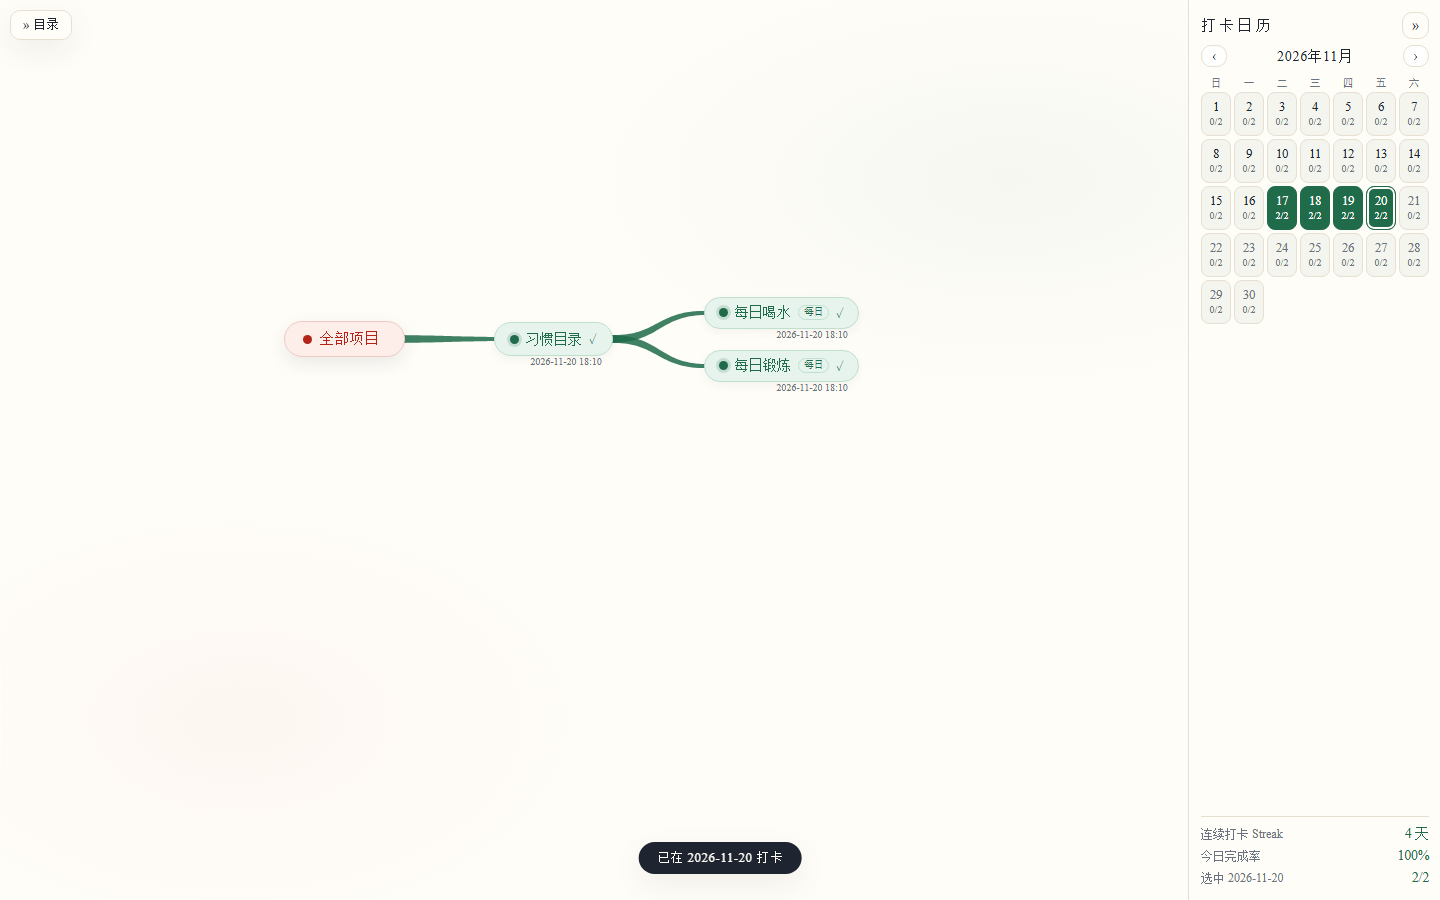 » 目录
全部项目
习惯目录 ✓
2026-11-20 18:10
每日喝水 每日 ✓
2026-11-20 18:10
每日锻炼 每日 ✓
2026-11-20 18:10
已在 2026-11-20 打卡
打卡日历 »
‹ 2026年11月 ›
日 一 二 三 四 五 六
1 2 3 4 5 6 7
0/2 0/2 0/2 0/2 0/2 0/2 0/2
8 9 10 11 12 13 14
0/2 0/2 0/2 0/2 0/2 0/2 0/2
15 16 17 18 19 20 21
0/2 0/2 2/2 2/2 2/2 2/2 0/2
22 23 24 25 26 27 28
0/2 0/2 0/2 0/2 0/2 0/2 0/2
29 30
0/2 0/2
连续打卡 Streak 4 天
今日完成率 100%
选中 2026-11-20 2/2